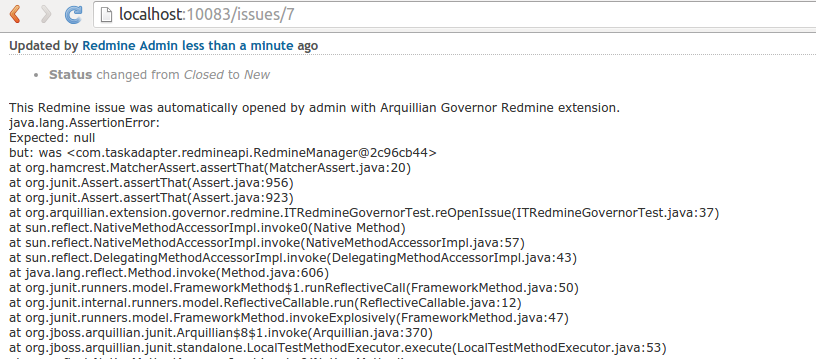 localhost:10083/issues/7
Updated by Redmine Admin less than a minute ago
• Status changed from Closed to New
This Redmine issue was automatically opened by admin with Arquillian Governor Redmine extension.
java.lang.AssertionError:
Expected: null
but: was <com.taskadapter.redmineapi.RedmineManager@2c96cb44>
at org.hamcrest.MatcherAssert.assertThat(MatcherAssert.java:20)
at org.junit.Assert.assertThat(Assert.java:956)
at org.junit.Assert.assertThat(Assert.java:923)
at org.arquillian.extension.governor.redmine.ITRedmineGovernorTest.reOpenIssue(ITRedmineGovernorTest.java:37)
at sun.reflect.NativeMethodAccessorImpl.invoke0(Native Method)
at sun.reflect.NativeMethodAccessorImpl.invoke(NativeMethodAccessorImpl.java:57)
at sun.reflect.DelegatingMethodAccessorImpl.invoke(DelegatingMethodAccessorImpl.java:43)
at java.lang.reflect.Method.invoke(Method.java:606)
at org.junit.runners.model.FrameworkMethod$1.runReflectiveCall(FrameworkMethod.java:50)
at org.junit.internal.runners.model.ReflectiveCallable.run(ReflectiveCallable.java:12)
at org.junit.runners.model.FrameworkMethod.invokeExplosively(FrameworkMethod.java:47)
at org.jboss.arquillian.junit.Arquillian$8$1.invoke(Arquillian.java:370)
at org.jboss.arquillian.junit.standalone.LocalTestMethodExecutor.execute(LocalTestMethodExecutor.java:53)